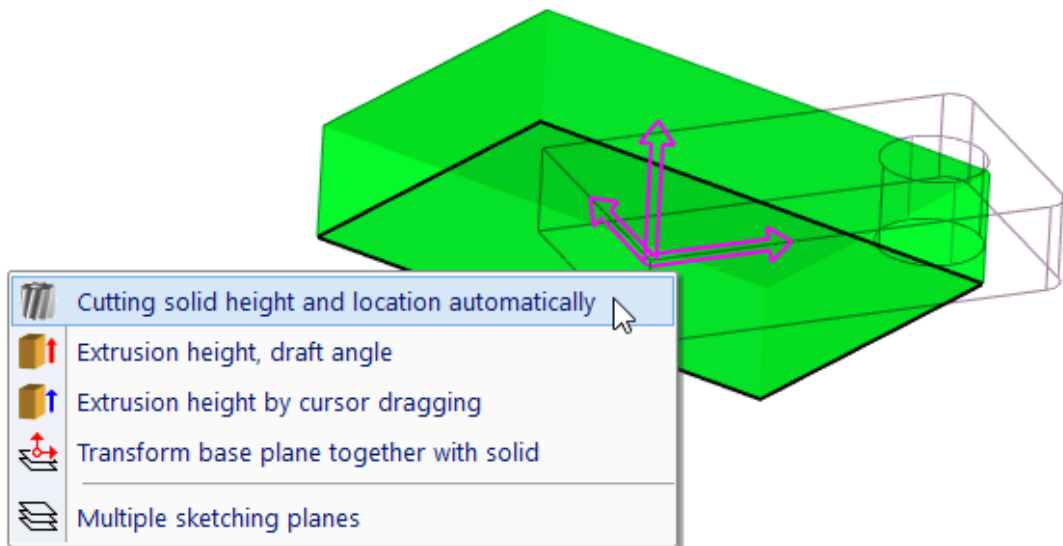 Cutting solid height and location automatically
Extrusion height, draft angle
Extrusion height by cursor dragging
Transform base plane together with solid
Multiple sketching planes